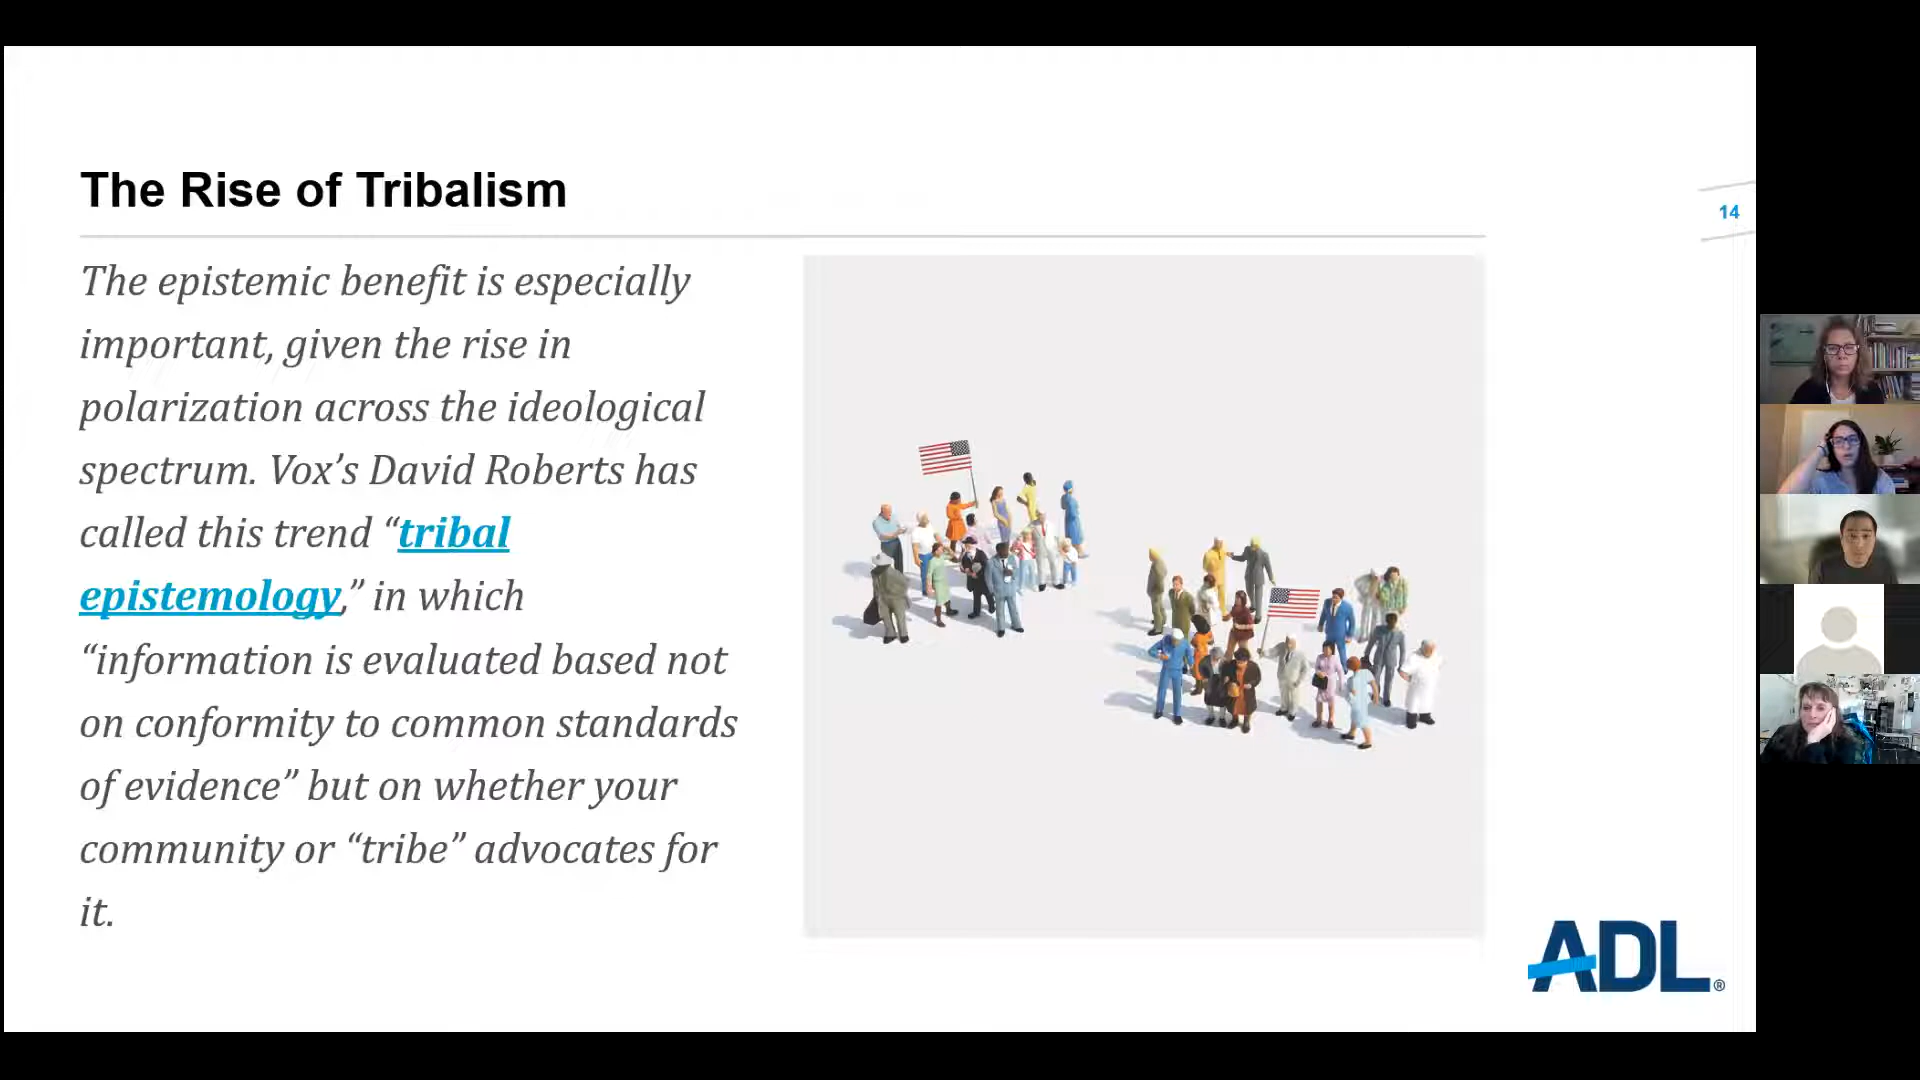 The Rise of Tribalism
14
The epistemic benefit is especially
important, given the rise in
polarization across the ideological
spectrum. Vox’s David Roberts has
called this trend “tribal
epistemology,” in which
“information is evaluated based not
on conformity to common standards
of evidence” but on whether your
community or “tribe” advocates for
it.
ADL®